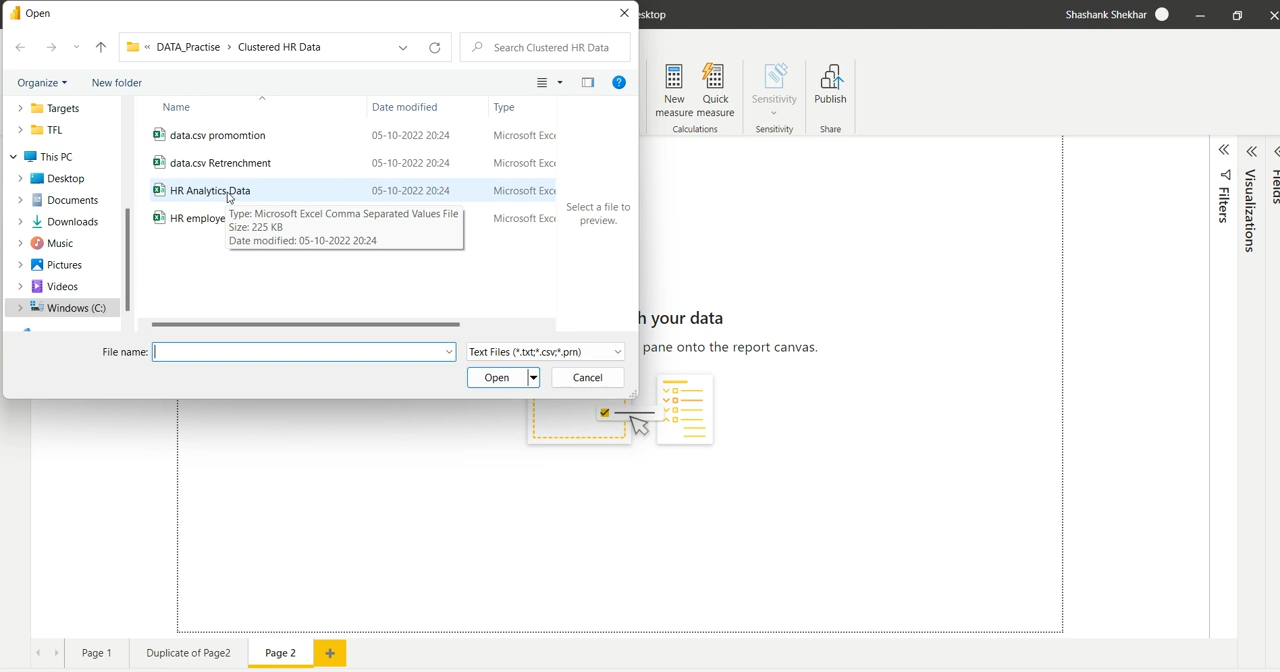 Open
esktop
Shashank Shekhar
« DATA_Practise > Clustered HR Data
Search Clustered HR Data
Organize
New folder
?
Name
Date modified
Type
Targets
TFL
This PC
Desktop
Documents
Downloads
Music
Pictures
Videos
Windows (C:)
data.csv promomtion 05-10-2022 20:24 Microsoft Exce
data.csv Retrenchment 05-10-2022 20:24 Microsoft Exce
HR Analytics Data 05-10-2022 20:24 Microsoft Exce
HR employe Microsoft Exce
Type: Microsoft Excel Comma Separated Values File
Size: 225 KB
Date modified: 05-10-2022 20:24
Select a file to
preview.
File name:
Text Files (*.txt;*.csv;*.prn)
Open
Cancel
New
measure
Quick
measure
Calculations
Sensitivity
Sensitivity
Publish
Share
Filters
Visualizations
Fields
h your data
pane onto the report canvas.
Page 1
Duplicate of Page2
Page 2
+